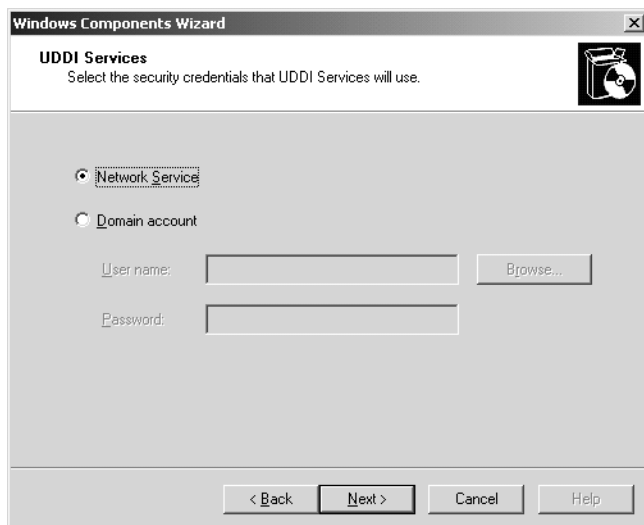 Windows Components Wizard
UDDI Services
Select the security credentials that UDDI Services will use.
Network Service
Domain account
User name:
Browse...
Password:
< Back
Next >
Cancel
Help